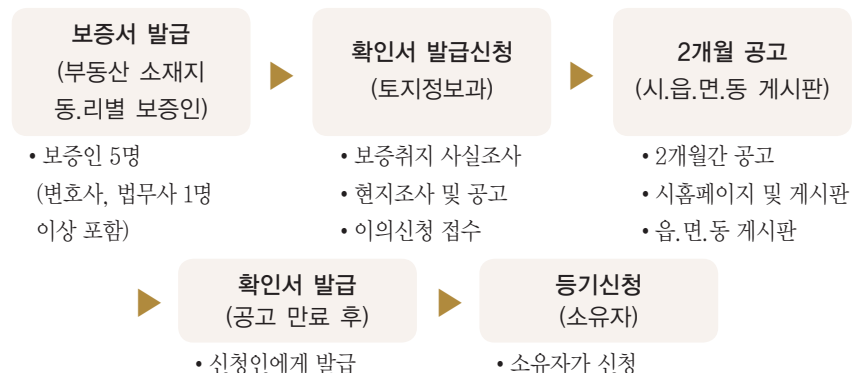 보증서 발급
(부동산 소재지
동.리별 보증인)
• 보증인 5명
(변호사, 법무사 1명
이상 포함)
확인서 발급신청
(토지정보과)
• 보증취지 사실조사
• 현지조사 및 공고
• 이의신청 접수
2개월 공고
(시.읍.면.동 게시판)
• 2개월간 공고
• 시홈페이지 및 게시판
• 읍.면.동 게시판
확인서 발급
(공고 만료 후)
• 신청인에게 발급
등기신청
(소유자)
• 소유자가 신청